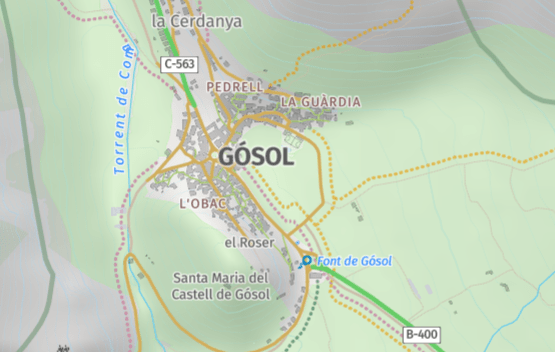 la Cerdanya
C-563
PEDRELL
LA GUÀRDIA
Torrent de Com
GÓSOL
L'OBAC
el Roser
Font de Gósol
Santa Maria del
Castell de Gósol
B-400